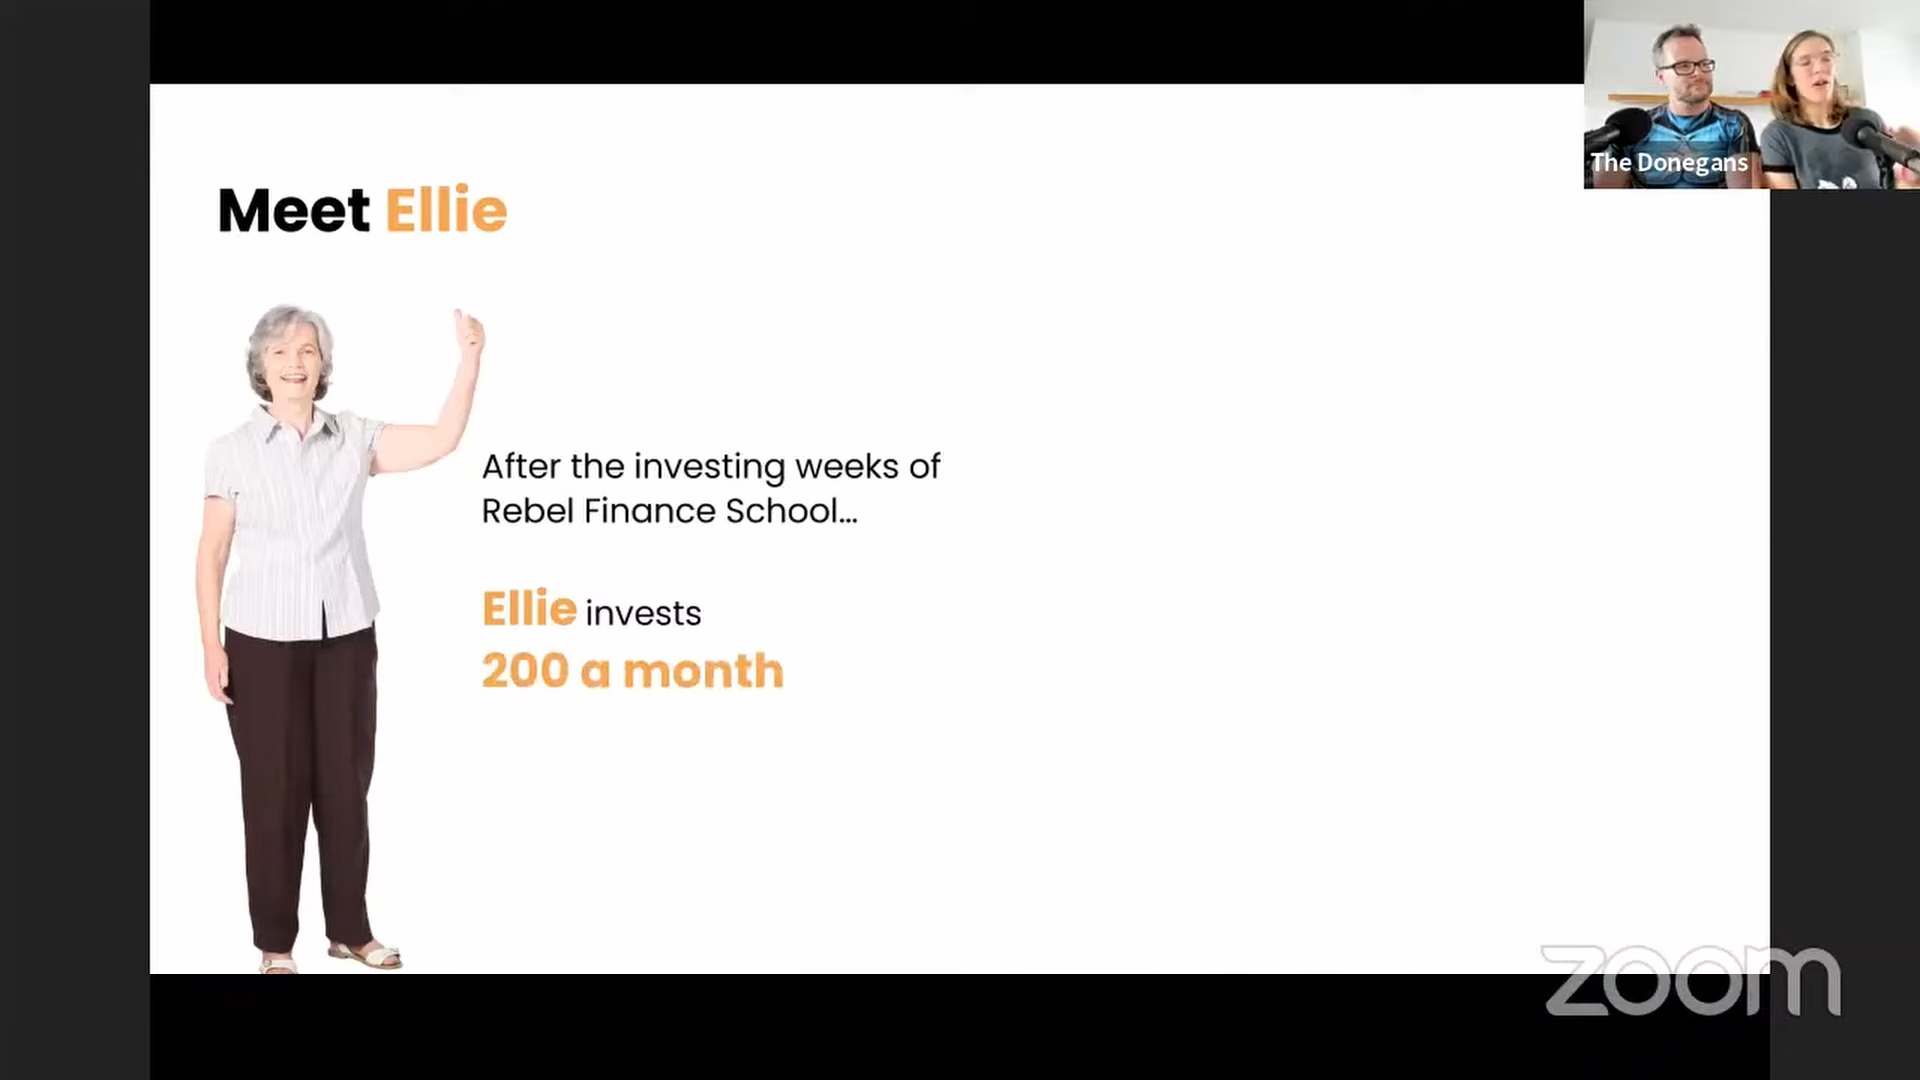 The Donegans
Meet Ellie
After the investing weeks of
Rebel Finance School...
Ellie invests
200 a month
zoom